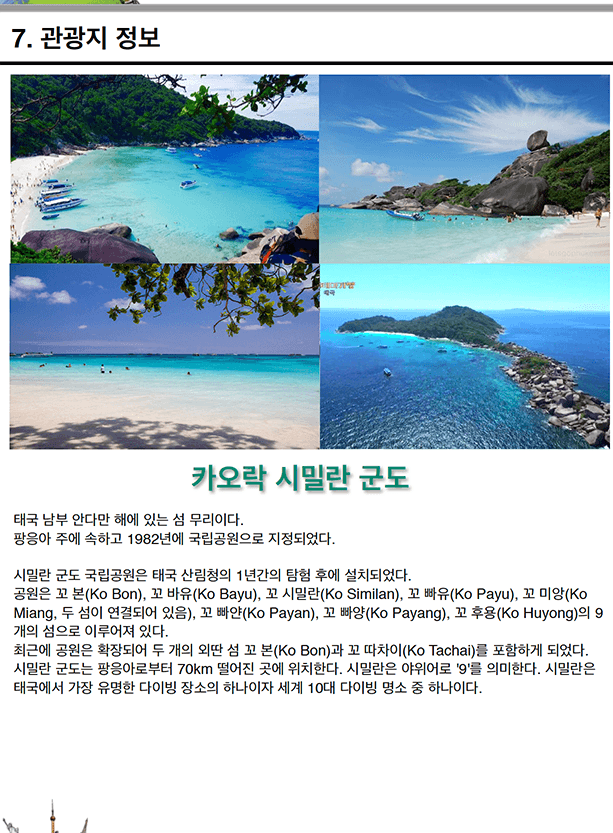 7. 관광지 정보
태국
카오락 시밀란 군도
태국 남부 안다만 해에 있는 섬 무리이다.
팡응아 주에 속하고 1982년에 국립공원으로 지정되었다.
시밀란 군도 국립공원은 태국 산림청의 1년간의 탐험 후에 설치되었다.
공원은 꼬 본(Ko Bon), 꼬 바유(Ko Bayu), 꼬 시밀란(Ko Similan), 꼬 빠유(Ko Payu), 꼬 미앙(Ko
Miang, 두 섬이 연결되어 있음), 꼬 빠얀(Ko Payan), 꼬 빠양(Ko Payang), 꼬 후용(Ko Huyong)의 9
개의 섬으로 이루어져 있다.
최근에 공원은 확장되어 두 개의 외딴 섬 꼬 본(Ko Bon)과 꼬 따차이(Ko Tachai)를 포함하게 되었다.
시밀란 군도는 팡응아로부터 70km 떨어진 곳에 위치한다. 시밀란은 야위어로 '9'를 의미한다. 시밀란은
태국에서 가장 유명한 다이빙 장소의 하나이자 세계 10대 다이빙 명소 중 하나이다.